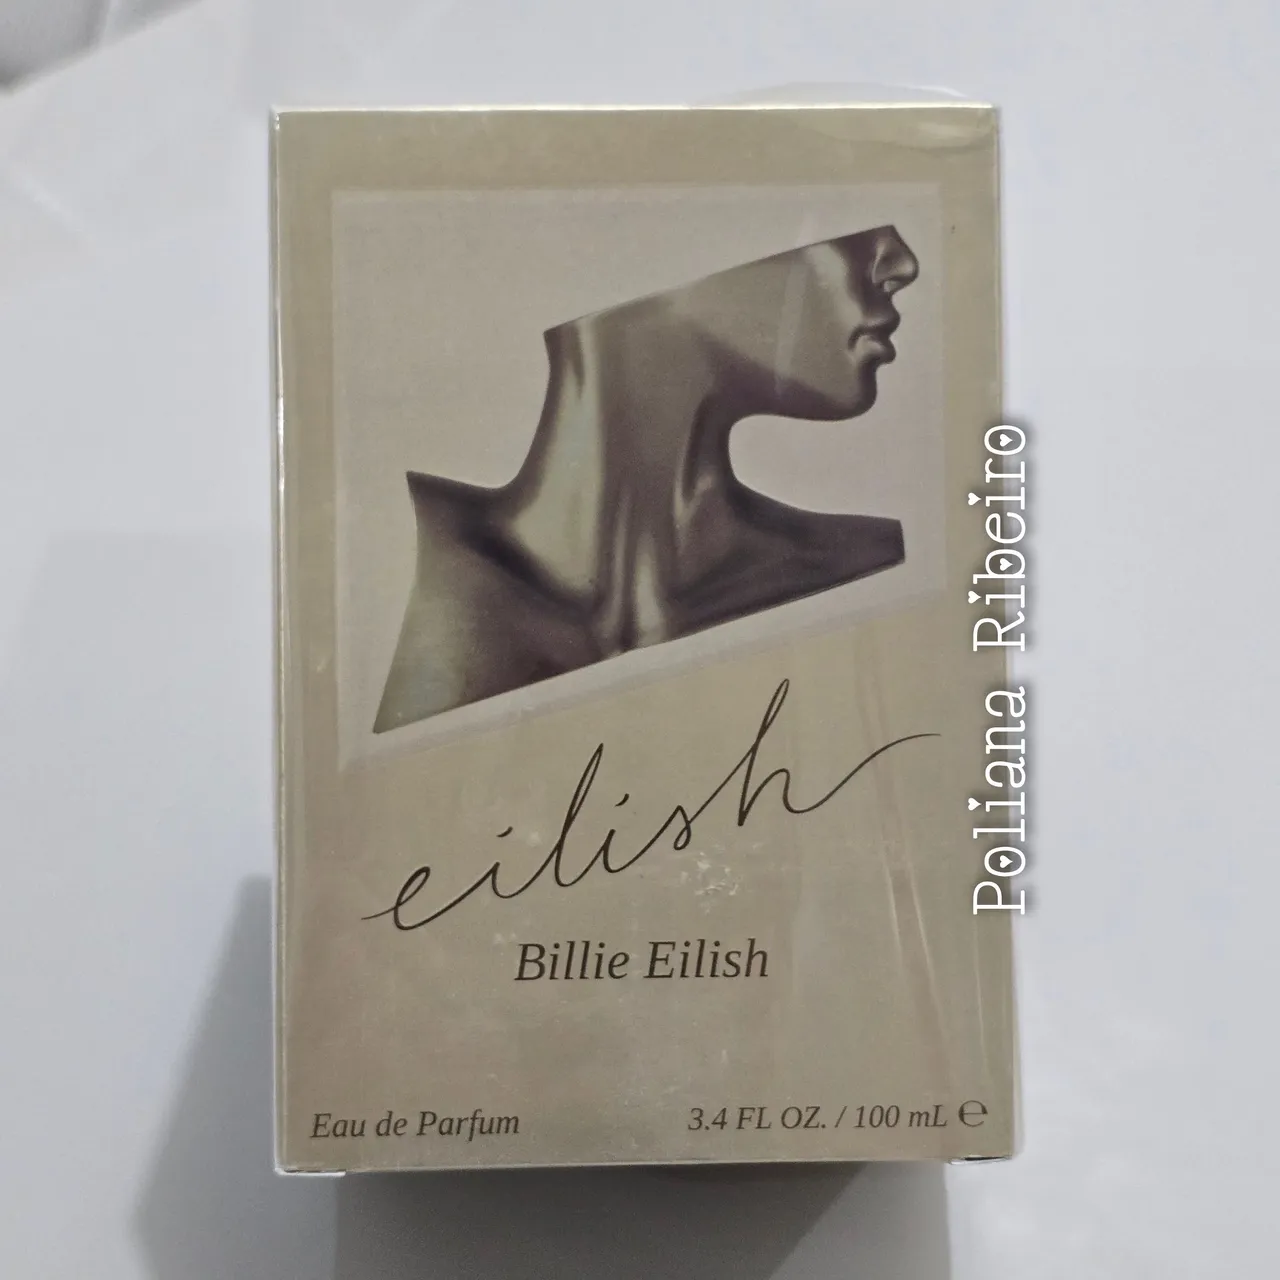 eilish
Billie Eilish
Eau de Parfum
3.4 FL OZ. / 100 mL ℮
Poliana Ribeiro